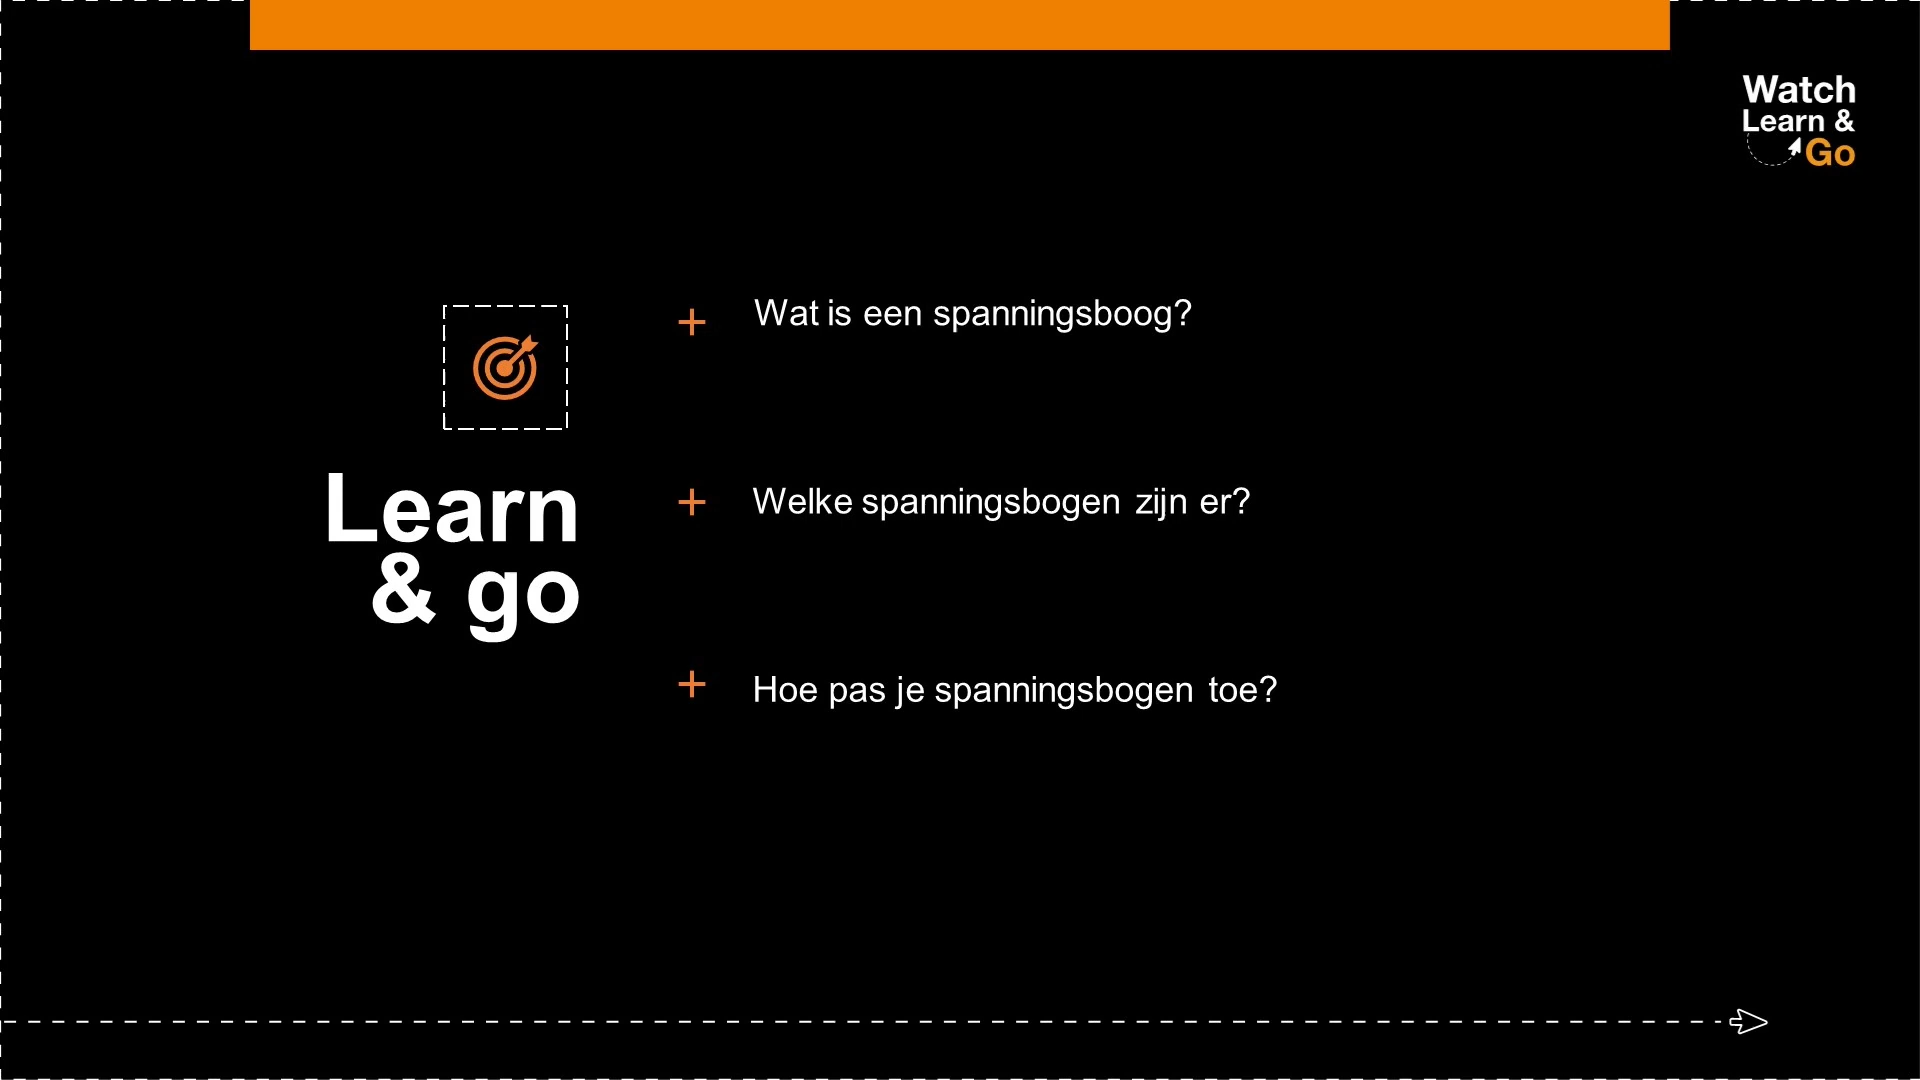 Watch
Learn &
Go
Learn
& go
Wat is een spanningsboog?
Welke spanningsbogen zijn er?
Hoe pas je spanningsbogen toe?